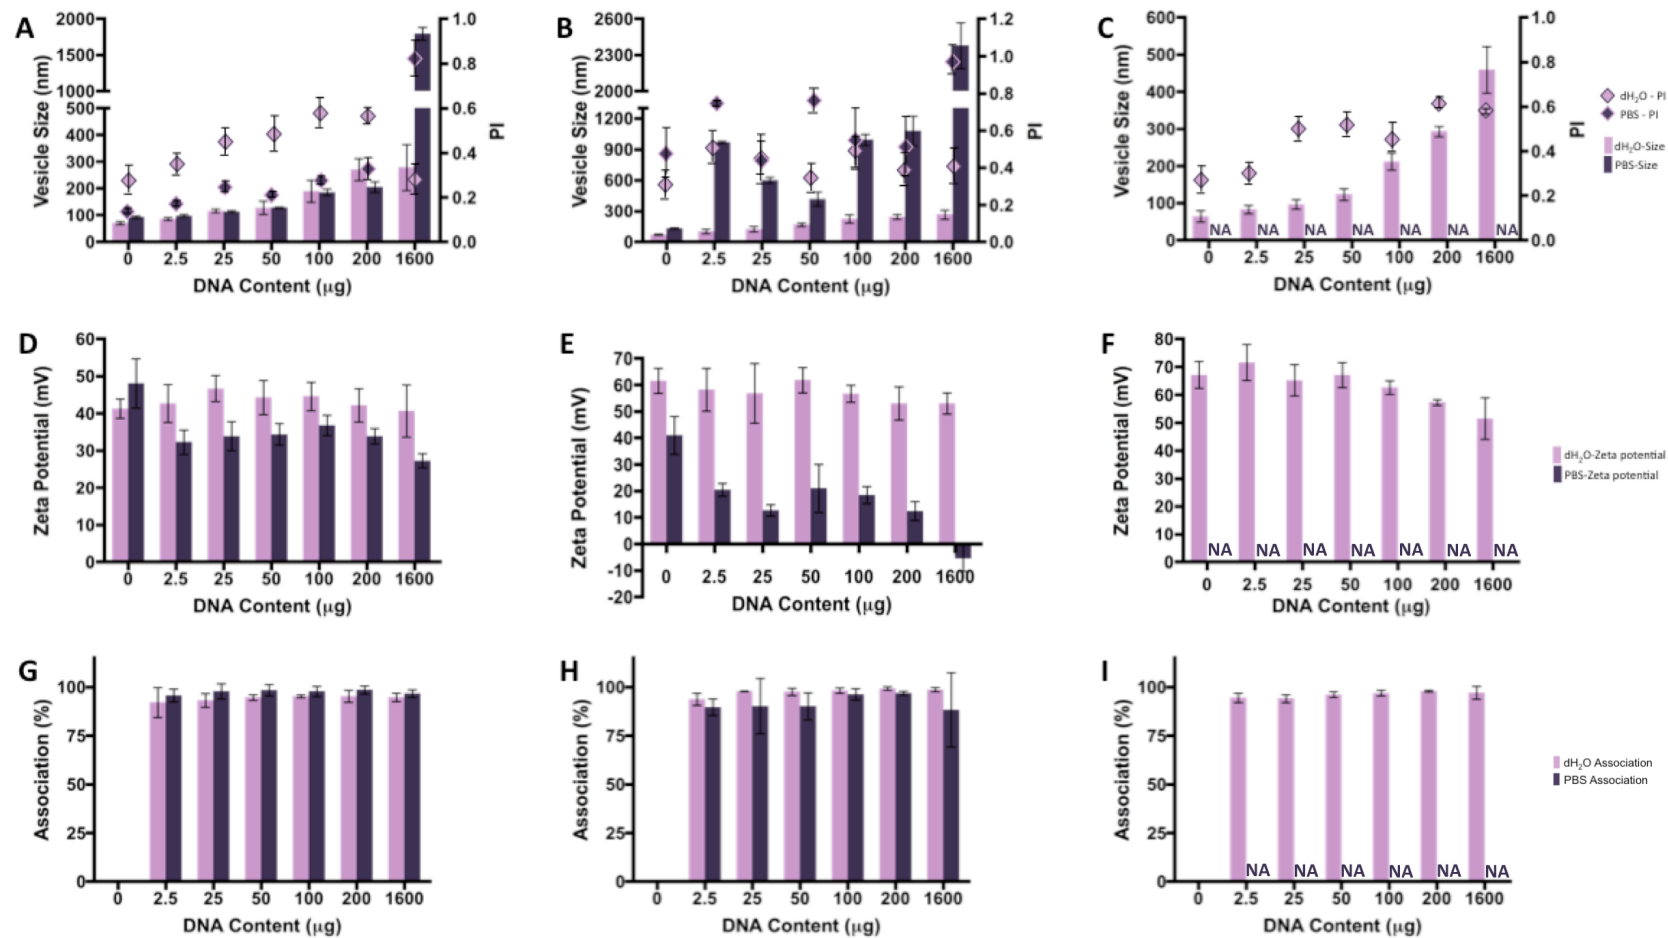 A
2000
1500
1000
500
400
300
200
100
0
Vesicle Size (nm)
1.0
0.8
0.6
0.4
0.2
0.0
PI
0 2.5 25 50 100 200 1600
DNA Content (µg)
B
2600
2300
2000
1200
900
600
300
0
Vesicle Size (nm)
1.2
1.0
0.8
0.6
0.4
0.2
0.0
PI
0 2.5 25 50 100 200 1600
DNA Content (µg)
C
600
500
400
300
200
100
0
Vesicle Size (nm)
1.0
0.8
0.6
0.4
0.2
0.0
PI
NA NA NA NA NA NA NA
0 2.5 25 50 100 200 1600
DNA Content (µg)
dH₂O - PI
PBS - PI
dH₂O-Size
PBS-Size
D
60
50
40
30
20
10
0
Zeta Potential (mV)
0 2.5 25 50 100 200 1600
DNA Content (µg)
E
70
60
50
40
30
20
10
0
-10
-20
Zeta Potential (mV)
0 2.5 25 50 100 200 1600
DNA Content (µg)
F
80
70
60
50
40
30
20
10
0
Zeta Potential (mV)
NA NA NA NA NA NA NA
0 2.5 25 50 100 200 1600
DNA Content (µg)
dH₂O-Zeta potential
PBS-Zeta potential
G
100
75
50
25
0
Association (%)
0 2.5 25 50 100 200 1600
DNA Content (µg)
H
100
75
50
25
0
Association (%)
0 2.5 25 50 100 200 1600
DNA Content (µg)
I
100
75
50
25
0
Association (%)
NA NA NA NA NA NA
0 2.5 25 50 100 200 1600
DNA Content (µg)
dH₂O Association
PBS Association